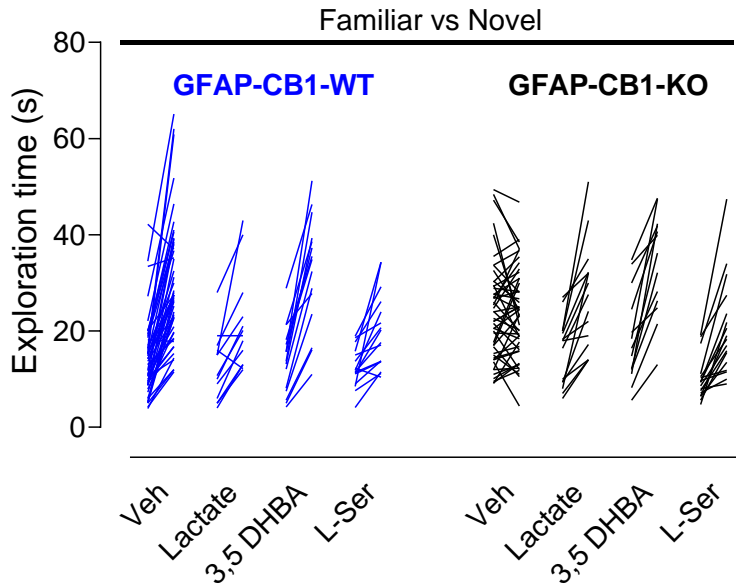 Familiar vs Novel
80
60
40
20
0
Exploration time (s)
GFAP-CB1-WT
GFAP-CB1-KO
Veh
Lactate
3,5 DHBA
L-Ser
Veh
Lactate
3,5 DHBA
L-Ser